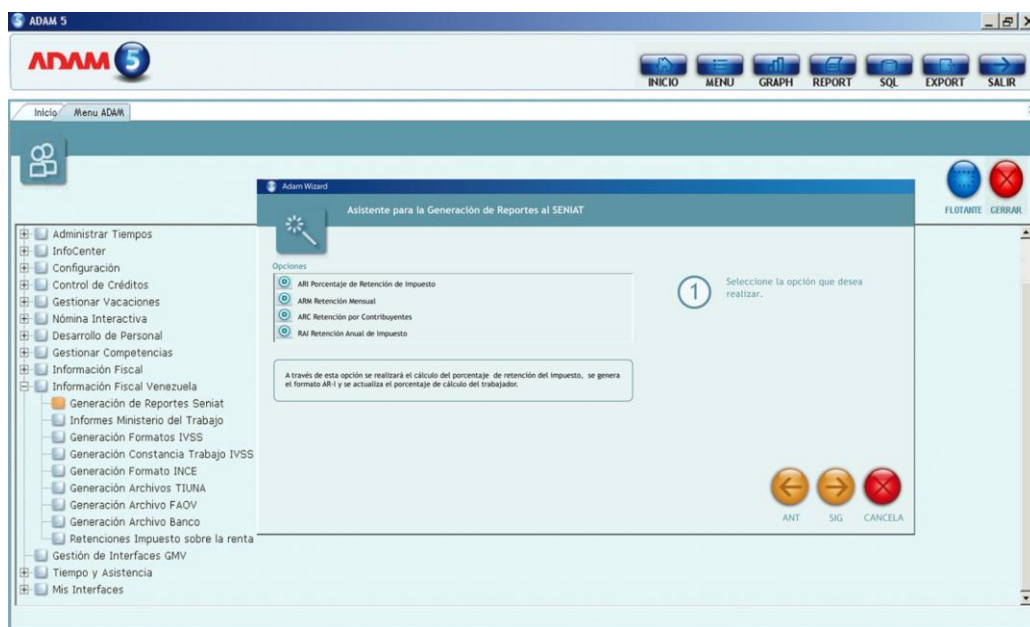 ADAM 5
ADAM 5
INICIO MENU GRAPH REPORT SQL EXPORT SALIR
Inicio Menu ADAM
FLOTANTE CERRAR
Adam Wizard
Asistente para la Generación de Reportes al SENIAT
Opciones
ARI Porcentaje de Retención de Impuesto
ARM Retención Mensual
ARC Retención por Contribuyentes
RAI Retención Anual de Impuesto
1
Seleccione la opción que desea
realizar.
A través de esta opción se realizará el cálculo del porcentaje de retención del impuesto, se genera
el formato AR-I y se actualiza el porcentaje de cálculo del trabajador.
ANT SIG CANCELA
Administrar Tiempos
InfoCenter
Configuración
Control de Créditos
Gestionar Vacaciones
Nómina Interactiva
Desarrollo de Personal
Gestionar Competencias
Información Fiscal
Información Fiscal Venezuela
Generación de Reportes Seniat
Informes Ministerio del Trabajo
Generación Formatos IVSS
Generación Constancia Trabajo IVSS
Generación Formato INCE
Generación Archivos TIUNA
Generación Archivo FAOV
Generación Archivo Banco
Retenciones Impuesto sobre la renta
Gestión de Interfaces GMV
Tiempo y Asistencia
Mis Interfaces